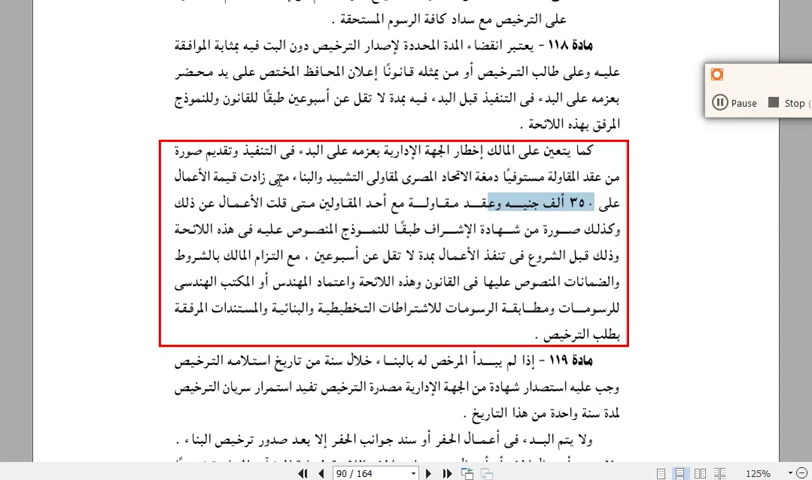 على الترخيص مع سداد كافة الرسوم المستحقة .
مادة ١١٨ - يعتبر انقضاء المدة المحددة لإصدار الترخيص دون البت فيه بمثابة الموافقة
عليه وعلى طالب الترخيص أو من يمثله قانونًا إعلان المحافظ المختص على يد محضر
بعزمه على البدء فى التنفيذ قبل البدء فيه بمدة لا تقل عن أسبوعين طبقًا للقانون وللنموذج
المرفق بهذه اللائحة .
كما يتعين على المالك إخطار الجهة الإدارية بعزمه على البدء فى التنفيذ وتقديم صورة
من عقد المقاولة مستوفيًا دمغة الاتحاد المصرى لمقاولى التشييد والبناء متى زادت قيمة الأعمال
على ٣٥٠ ألف جنيه وعقد مقاولة مع أحد المقاولين متى قلت الأعمال عن ذلك
وكذلك صورة من شهادة الإشراف طبقًا للنموذج المنصوص عليه فى هذه اللائحة
وذلك قبل الشروع فى تنفذ الأعمال بمدة لا تقل عن أسبوعين ، مع التزام المالك بالشروط
والضمانات المنصوص عليها فى القانون وهذه اللائحة واعتماد المهندس أو المكتب الهندسى
للرسومات ومطابقة الرسومات للاشتراطات التخطيطية والبنائية والمستندات المرفقة
بطلب الترخيص .
مادة ١١٩ - إذا لم يبدأ المرخص له بالبناء خلال سنة من تاريخ استلامه الترخيص
وجب عليه استصدار شهادة من الجهة الإدارية مصدرة الترخيص تفيد استمرار سريان الترخيص
لمدة سنة واحدة من هذا التاريخ .
ولا يتم البدء فى أعمال الحفر أو سند جوانب الحفر إلا بعد صدور ترخيص البناء .
Pause
Stop
90 / 164
125%